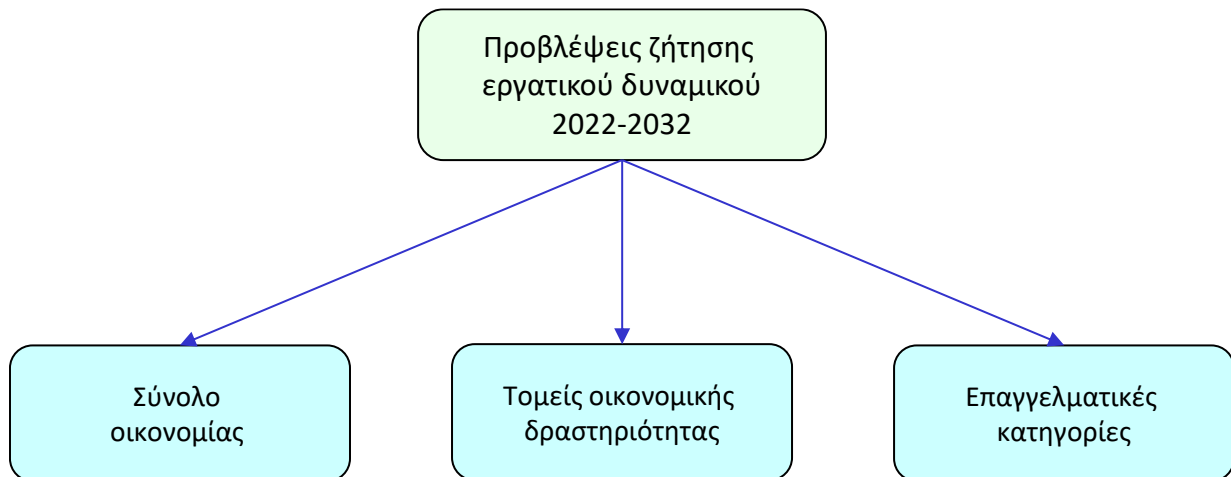 Προβλέψεις ζήτησης
εργατικού δυναμικού
2022-2032
Σύνολο
οικονομίας
Τομείς οικονομικής
δραστηριότητας
Επαγγελματικές
κατηγορίες